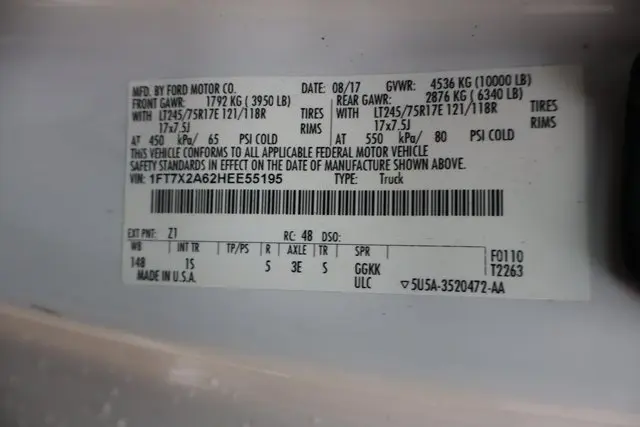 MFD. BY FORD MOTOR CO. DATE: 08/17 GVWR: 4536 KG (10000 LB)
FRONT GAWR: 1792 KG (3950 LB) REAR GAWR: 2876 KG (6340 LB)
WITH LT245/75R17E 121/118R TIRES WITH LT245/75R17E 121/118R TIRES
17x7.5J RIMS 17x7.5J RIMS
AT 450 kPa/ 65 PSI COLD AT 550 kPa/ 80 PSI COLD
THIS VEHICLE CONFORMS TO ALL APPLICABLE FEDERAL MOTOR VEHICLE
SAFETY STANDARDS IN EFFECT ON THE DATE OF MANUFACTURE SHOWN ABOVE.
VIN: 1FT7X2A62HEE55195 TYPE: Truck
EXT PNT: Z1 RC: 48 DSO:
WB INT TR TP/PS R AXLE TR SPR F0110
148 15 5 3E S GGKK T2263
MADE IN U.S.A. ULC ▽5U5A-3520472-AA